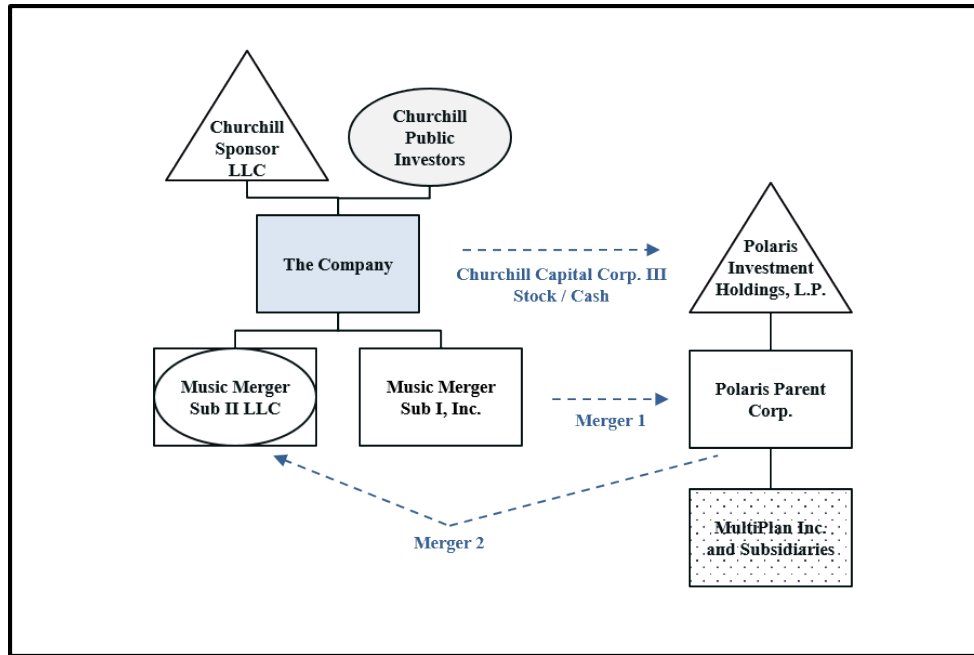 Churchill
Sponsor
LLC
Churchill
Public
Investors
The Company
Churchill Capital Corp. III
Stock / Cash
Polaris
Investment
Holdings, L.P.
Music Merger
Sub II LLC
Music Merger
Sub I, Inc.
Merger 1
Polaris Parent
Corp.
Merger 2
MultiPlan Inc.
and Subsidiaries